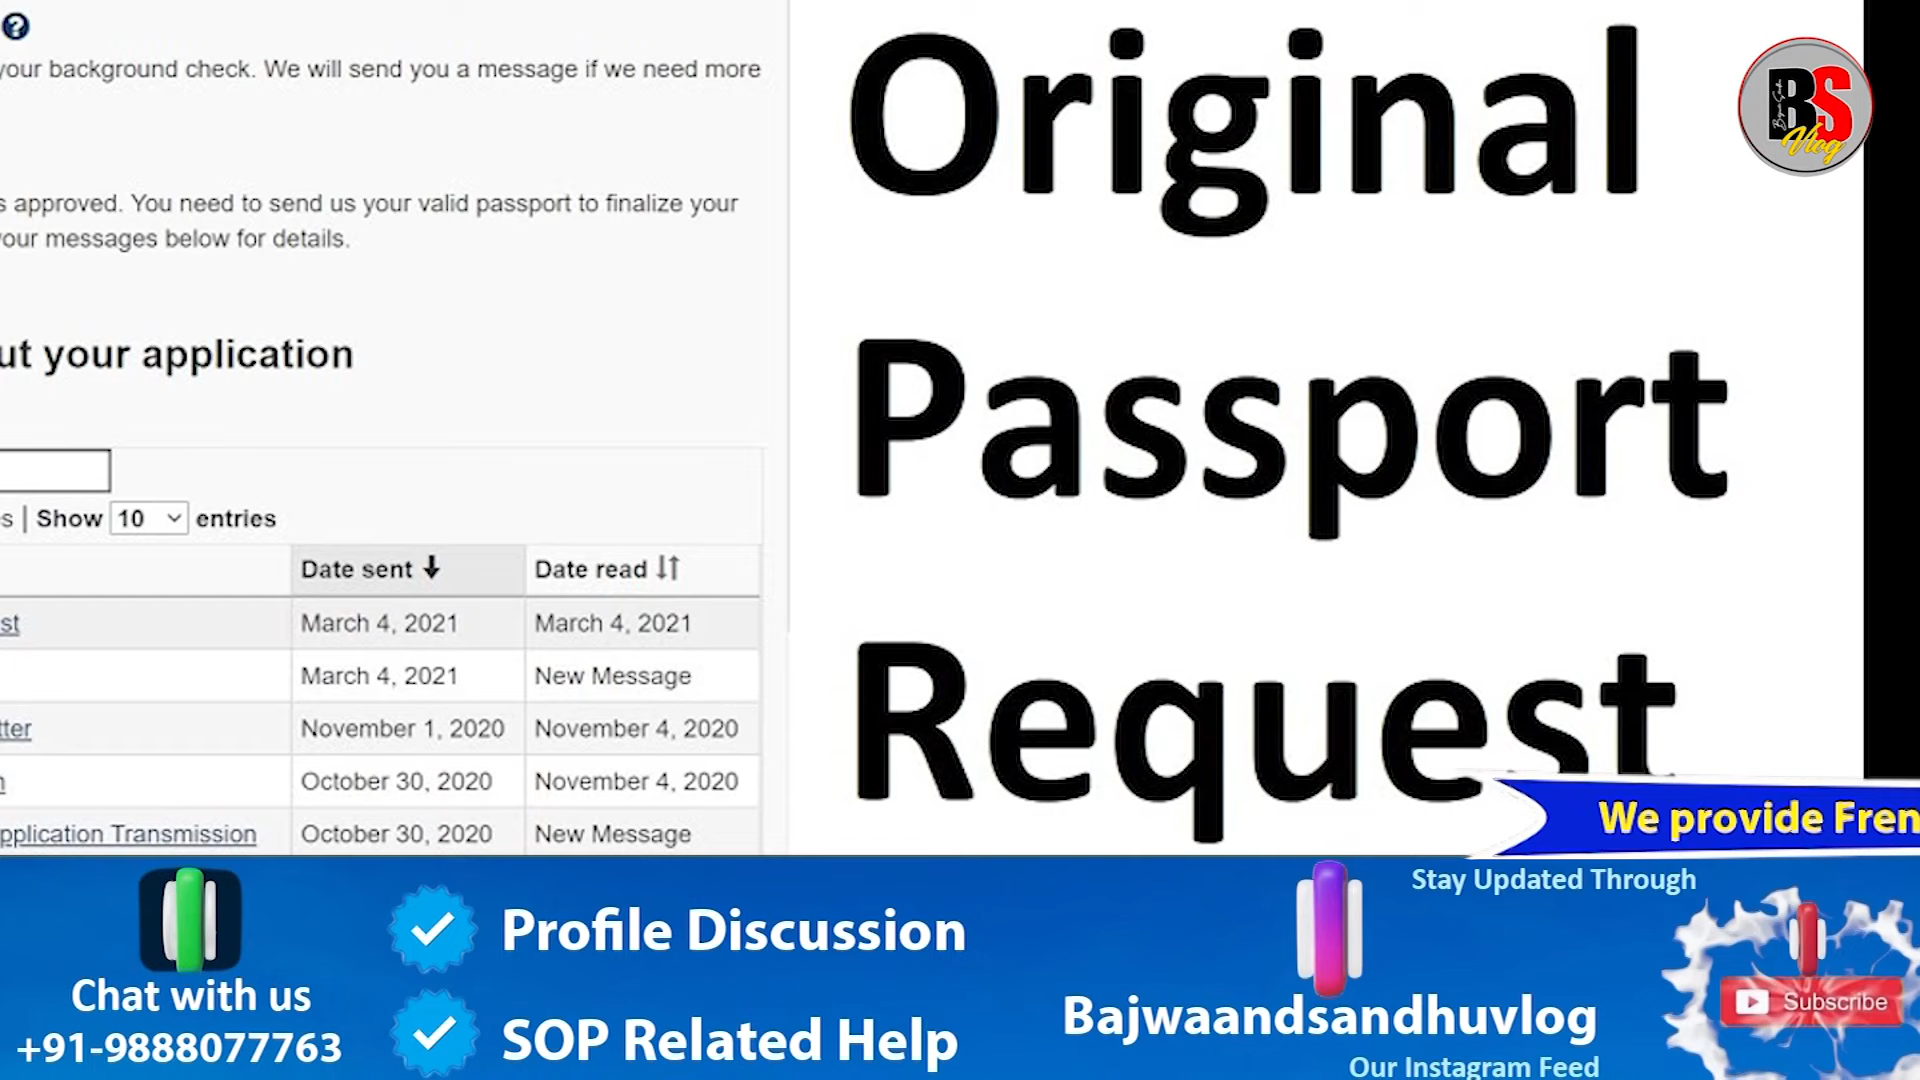 your background check. We will send you a message if we need more
s approved. You need to send us your valid passport to finalize your
your messages below for details.
ut your application
s | Show 10 entries
Date sent Date read
st March 4, 2021 March 4, 2021
March 4, 2021 New Message
tter November 1, 2020 November 4, 2020
n October 30, 2020 November 4, 2020
pplication Transmission October 30, 2020 New Message
Original
Passport
Request
BS
Vlog
We provide Fren
Chat with us
+91-9888077763
Profile Discussion
SOP Related Help
Stay Updated Through
Bajwaandsandhuvlog
Our Instagram Feed
Subscribe